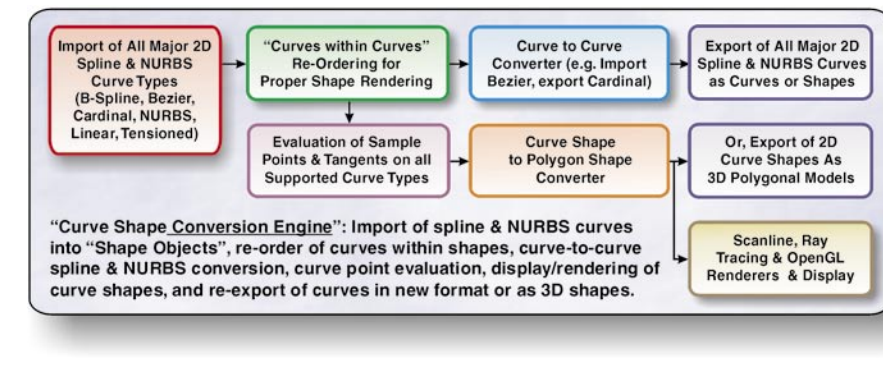 Import of All Major 2D
Spline & NURBS
Curve Types
(B-Spline, Bezier,
Cardinal, NURBS,
Linear, Tensioned)
“Curves within Curves”
Re-Ordering for
Proper Shape Rendering
Curve to Curve
Converter (e.g. Import
Bezier, export Cardinal)
Export of All Major 2D
Spline & NURBS Curves
as Curves or Shapes
Evaluation of Sample
Points & Tangents on all
Supported Curve Types
Curve Shape
to Polygon Shape
Converter
Or, Export of 2D
Curve Shapes As
3D Polygonal Models
“Curve Shape Conversion Engine”: Import of spline & NURBS curves
into “Shape Objects”, re-order of curves within shapes, curve-to-curve
spline & NURBS conversion, curve point evaluation, display/rendering of
curve shapes, and re-export of curves in new format or as 3D shapes.
Scanline, Ray
Tracing & OpenGL
Renderers & Display